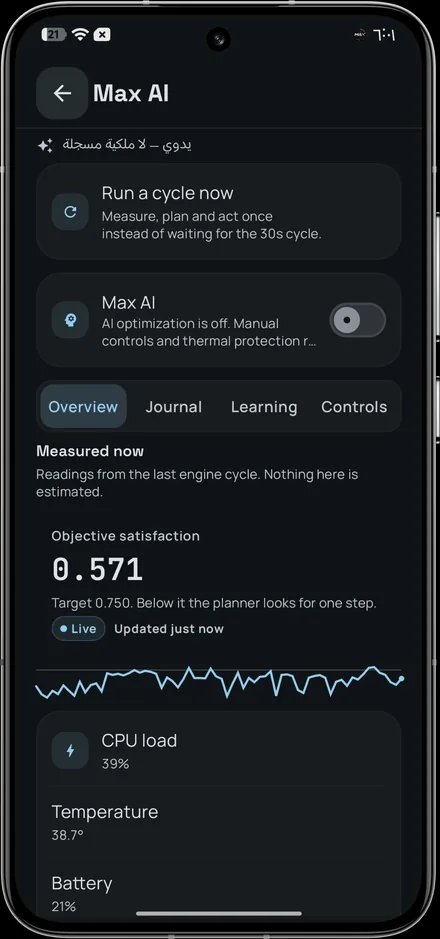 21
٦:٠١
Max AI
يدوي — لا ملكية مسجلة
Run a cycle now
Measure, plan and act once
instead of waiting for the 30s cycle.
Max AI
AI optimization is off. Manual
controls and thermal protection r…
Overview
Journal
Learning
Controls
Measured now
Readings from the last engine cycle. Nothing here is
estimated.
Objective satisfaction
0.571
Target 0.750. Below it the planner looks for one step.
Live
Updated just now
CPU load
39%
Temperature
38.7°
Battery
21%